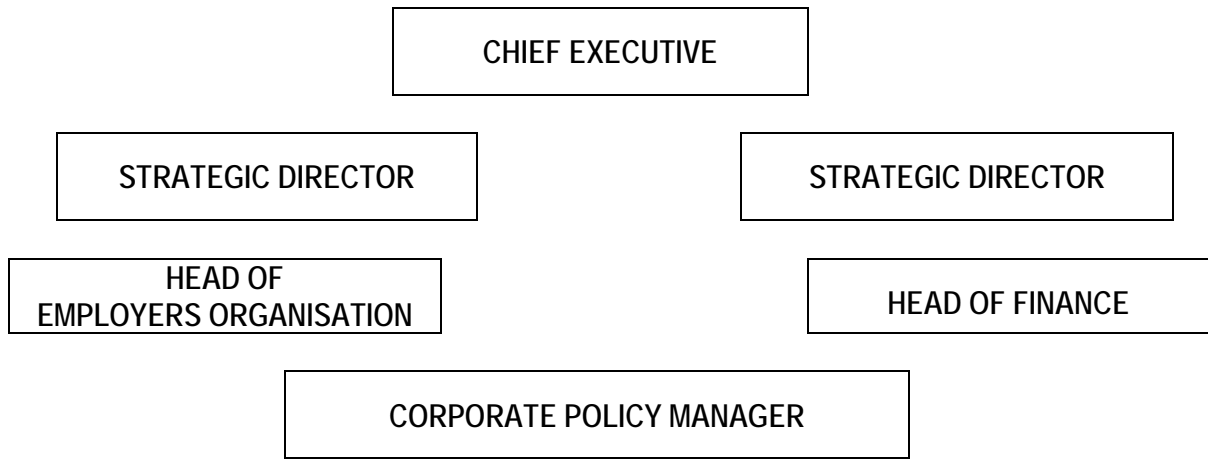 CHIEF EXECUTIVE
STRATEGIC DIRECTOR
STRATEGIC DIRECTOR
HEAD OF
EMPLOYERS ORGANISATION
HEAD OF FINANCE
CORPORATE POLICY MANAGER